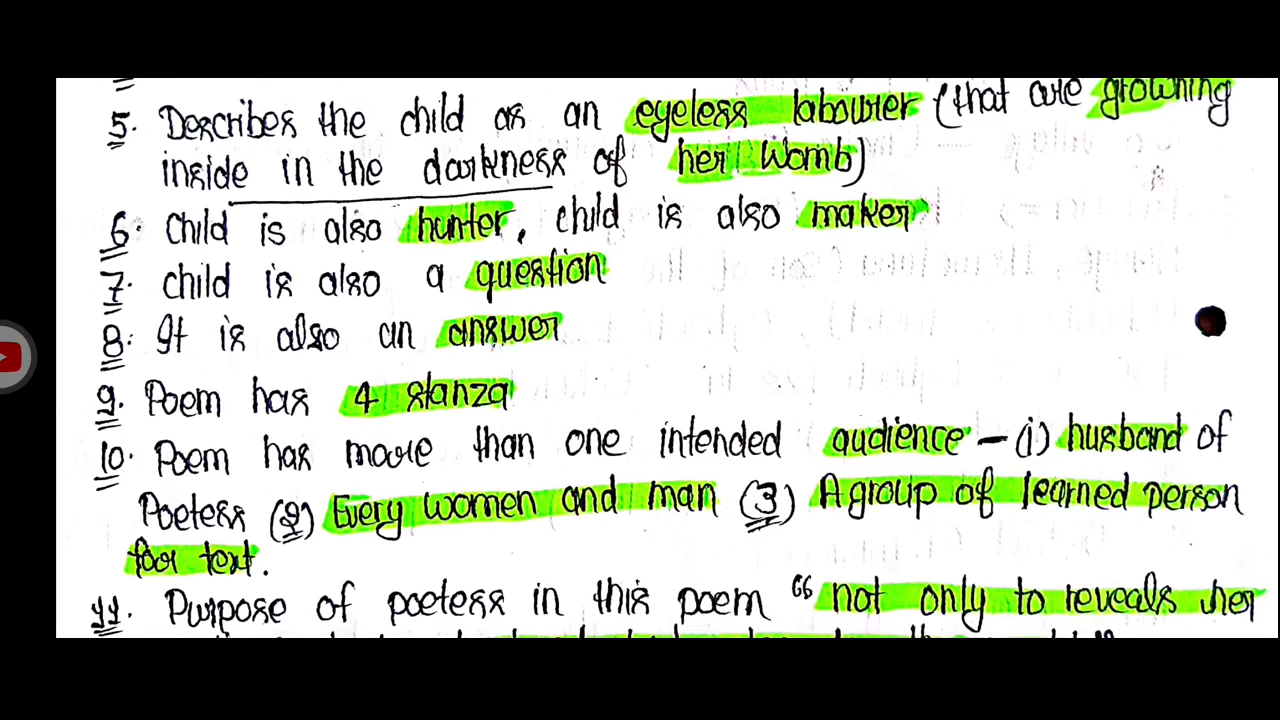 5. Describes the child as an eyeless labourer (that are growning
inside in the darkness of her Womb)
6. Child is also hunter, child is also maker
7. child is also a question
8. It is also an answer
9. Poem has 4 stanza
10. Poem has more than one intended audience – (i) husband of
Poetess (2) Every women and man (3) A group of learned person
for text.
11. Purpose of poetess in this poem “not only to reveals her